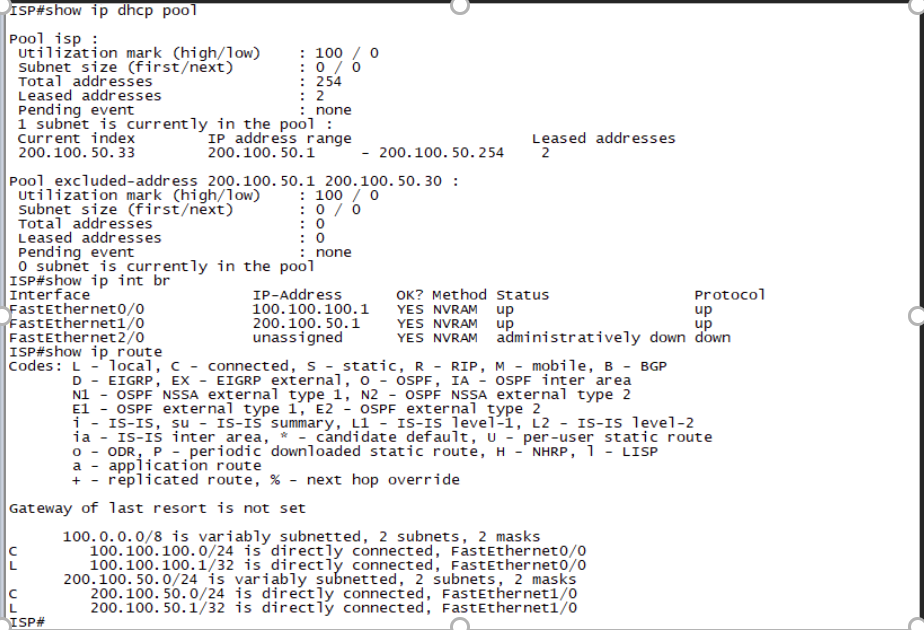 ISP#show ip dhcp pool
Pool isp :
Utilization mark (high/low) : 100 / 0
Subnet size (first/next) : 0 / 0
Total addresses : 254
Leased addresses : 2
Pending event : none
1 subnet is currently in the pool :
Current index IP address range Leased addresses
200.100.50.33 200.100.50.1 - 200.100.50.254 2
Pool excluded-address 200.100.50.1 200.100.50.30 :
Utilization mark (high/low) : 100 / 0
Subnet size (first/next) : 0 / 0
Total addresses : 0
Leased addresses : 0
Pending event : none
0 subnet is currently in the pool
ISP#show ip int br
Interface IP-Address OK? Method Status Protocol
FastEthernet0/0 100.100.100.1 YES NVRAM up up
FastEthernet1/0 200.100.50.1 YES NVRAM up up
FastEthernet2/0 unassigned YES NVRAM administratively down down
ISP#show ip route
Codes: L - local, C - connected, S - static, R - RIP, M - mobile, B - BGP
D - EIGRP, EX - EIGRP external, O - OSPF, IA - OSPF inter area
N1 - OSPF NSSA external type 1, N2 - OSPF NSSA external type 2
E1 - OSPF external type 1, E2 - OSPF external type 2
i - IS-IS, su - IS-IS summary, L1 - IS-IS level-1, L2 - IS-IS level-2
ia - IS-IS inter area, * - candidate default, U - per-user static route
o - ODR, P - periodic downloaded static route, H - NHRP, l - LISP
a - application route
+ - replicated route, % - next hop override
Gateway of last resort is not set
100.0.0.0/8 is variably subnetted, 2 subnets, 2 masks
C 100.100.100.0/24 is directly connected, FastEthernet0/0
L 100.100.100.1/32 is directly connected, FastEthernet0/0
200.100.50.0/24 is variably subnetted, 2 subnets, 2 masks
C 200.100.50.0/24 is directly connected, FastEthernet1/0
L 200.100.50.1/32 is directly connected, FastEthernet1/0
ISP#